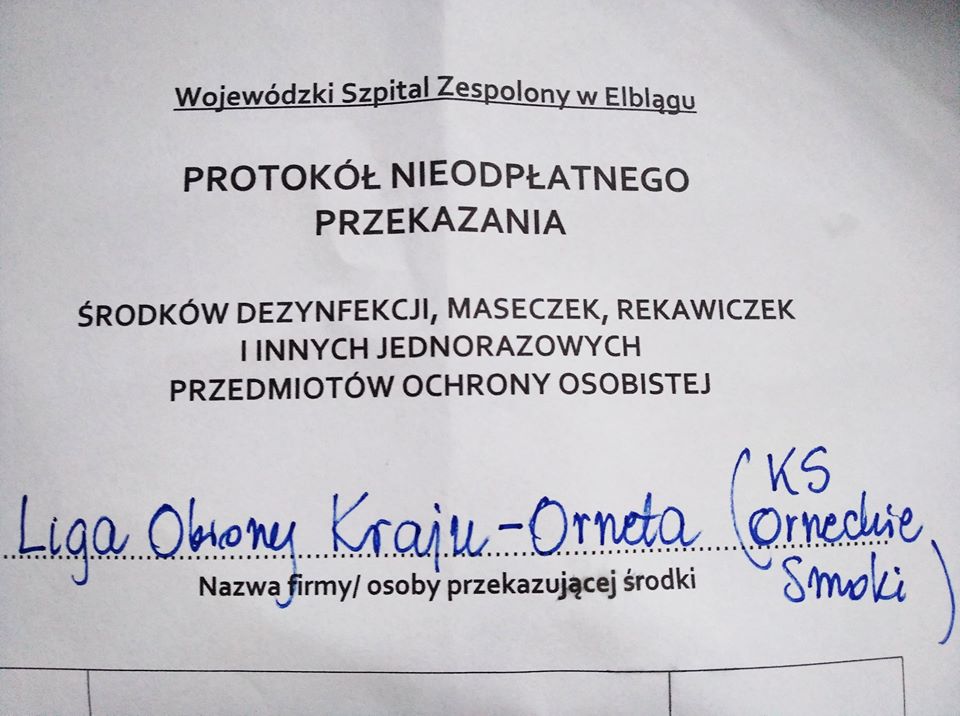 Wojewódzki Szpital Zespolony w Elblągu
PROTOKÓŁ NIEODPŁATNEGO
PRZEKAZANIA
ŚRODKÓW DEZYNFEKCJI, MASECZEK, REKAWICZEK
I INNYCH JEDNORAZOWYCH
PRZEDMIOTÓW OCHRONY OSOBISTEJ
Liga Obrony Kraju - Orneta (KS
Orneckie
Smoki)
Nazwa firmy/ osoby przekazującej środki